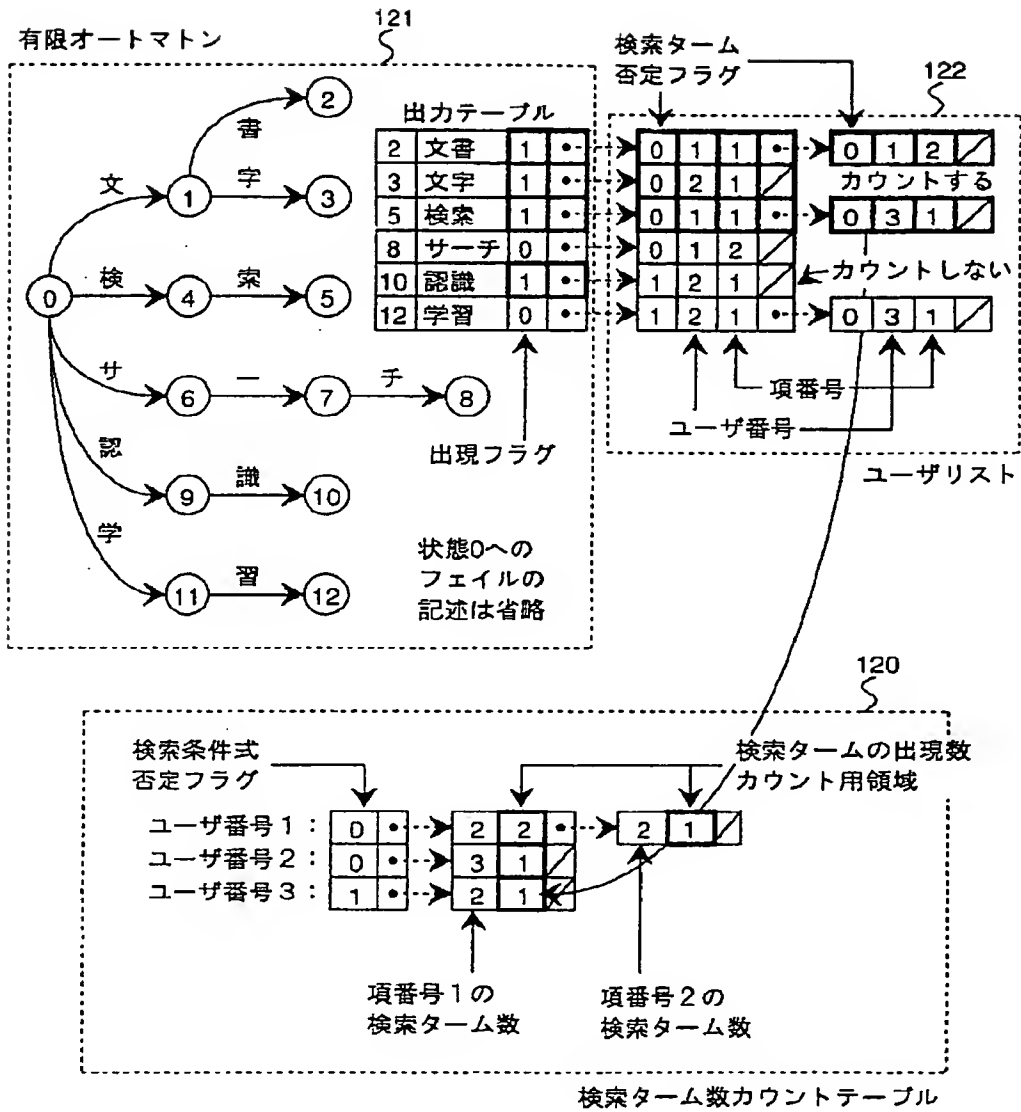 有限オートマトン
121
出力テーブル
文
書
字
検
索
サ
ー
チ
認
識
学
習
0
1
2
3
4
5
6
7
8
9
10
11
12
2 文書 1
3 文字 1
5 検索 1
8 サーチ 0
10 認識 1
12 学習 0
出現フラグ
状態0への
フェイルの
記述は省略
検索ターム
否定フラグ
122
0 1 1
0 1 2
0 2 1
カウントする
0 1 1
0 3 1
0 1 2
1 2 1
カウントしない
1 2 1
0 3 1
項番号
ユーザ番号
ユーザリスト
120
検索条件式
否定フラグ
検索タームの出現数
カウント用領域
ユーザ番号1: 0 2 2 2 1
ユーザ番号2: 0 3 1
ユーザ番号3: 1 2 1
項番号1の
検索ターム数
項番号2の
検索ターム数
検索ターム数カウントテーブル